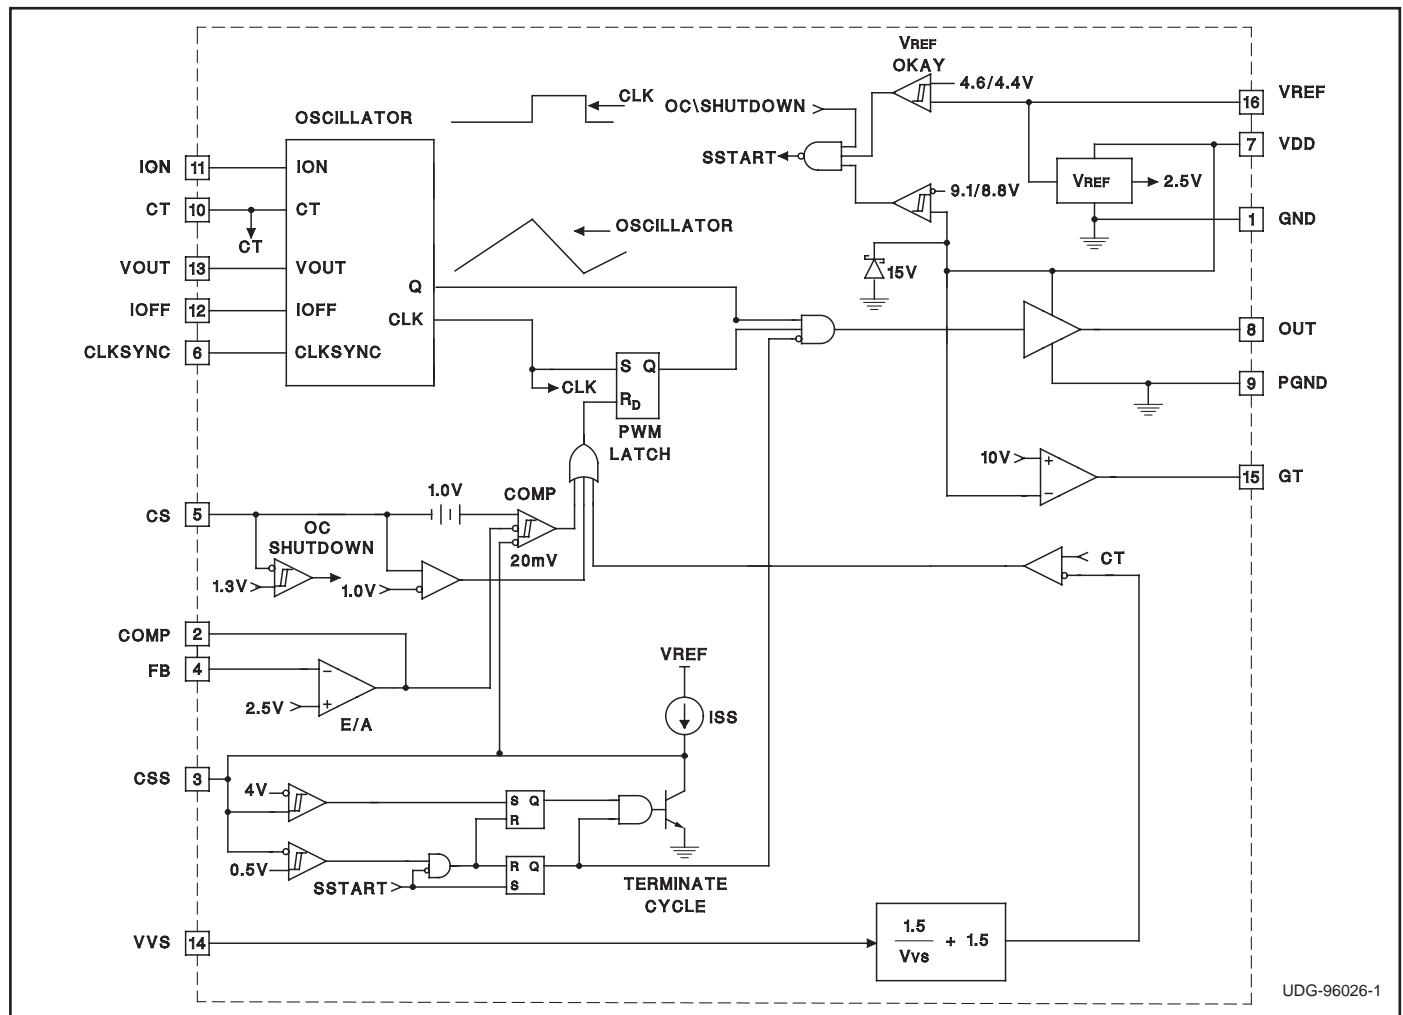 VREF
OKAY
4.6/4.4V
CLK
OC\SHUTDOWN
16 VREF
OSCILLATOR
7 VDD
SSTART
ION 11 ION
VREF
2.5V
9.1/8.8V
CT 10 CT
CT
1 GND
OSCILLATOR
VOUT 13 VOUT
15V
Q
IOFF 12 IOFF
CLK
8 OUT
CLKSYNC 6 CLKSYNC
S Q
CLK
RD
9 PGND
PWM
LATCH
10V
+
−
15 GT
1.0V
COMP
CS 5
OC
SHUTDOWN
20mV
CT
1.3V
1.0V
COMP 2
VREF
FB 4
−
2.5V
+
E/A
ISS
CSS 3
4V
S Q
R
0.5V
R Q
S
SSTART
TERMINATE
CYCLE
VVS 14
1.5
Vvs
+ 1.5
UDG-96026-1